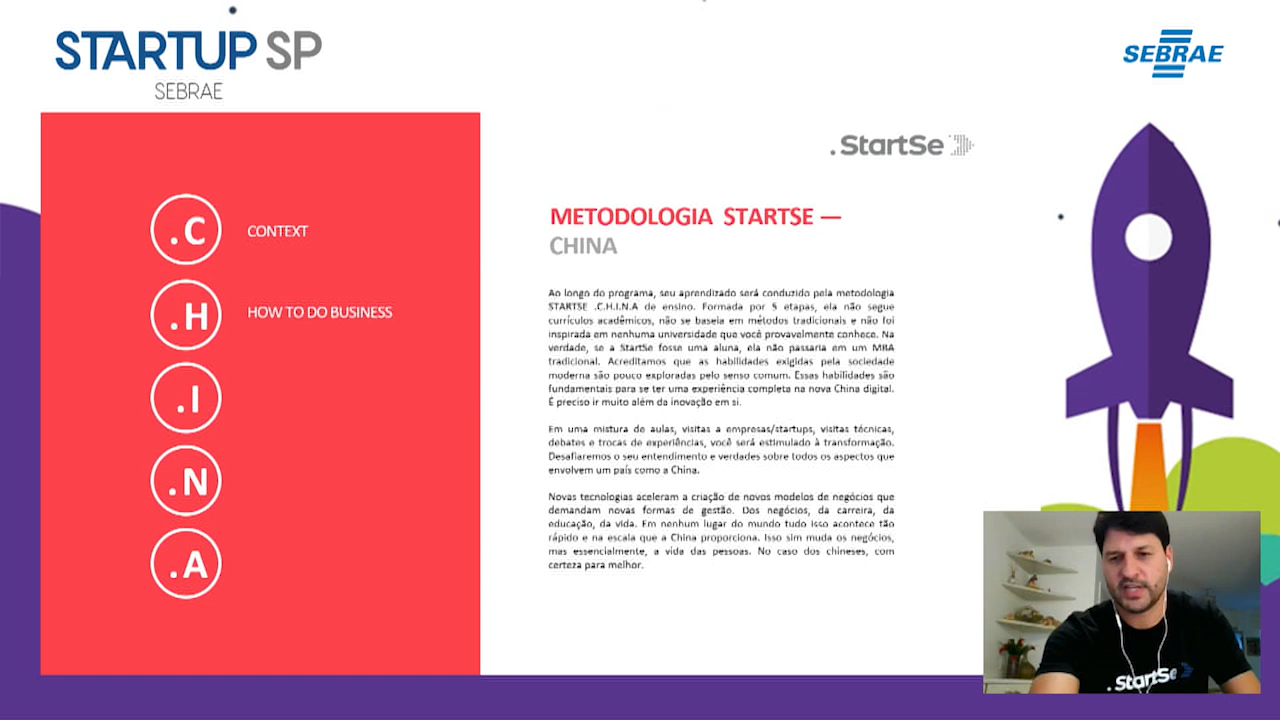 STARTUP SP
SEBRAE
SEBRAE
.StartSe
.C CONTEXT
.H HOW TO DO BUSINESS
.I
.N
.A
METODOLOGIA STARTSE —
CHINA
Ao longo do programa, seu aprendizado será conduzido pela metodologia
STARTSE .C.H.I.N.A de ensino. Formada por 5 etapas, ela não segue
currículos acadêmicos, não se baseia em métodos tradicionais e não foi
inspirada em nenhuma universidade que você provavelmente conhece. Na
verdade, se a StartSe fosse uma aluna, ela não passaria em um MBA
tradicional. Acreditamos que as habilidades exigidas pela sociedade
moderna são pouco exploradas pelo senso comum. Essas habilidades são
fundamentais para se ter uma experiência completa na nova China digital.
É preciso ir muito além da inovação em si.
Em uma mistura de aulas, visitas a empresas/startups, visitas técnicas,
debates e trocas de experiências, você será estimulado à transformação.
Desafiaremos o seu entendimento e verdades sobre todos os aspectos que
envolvem um país como a China.
Novas tecnologias aceleram a criação de novos modelos de negócios que
demandam novas formas de gestão. Dos negócios, da carreira, da
educação, da vida. Em nenhum lugar do mundo tudo isso acontece tão
rápido e na escala que a China proporciona. Isso sim muda os negócios,
mas essencialmente, a vida das pessoas. No caso dos chineses, com
certeza para melhor.
.StartSe